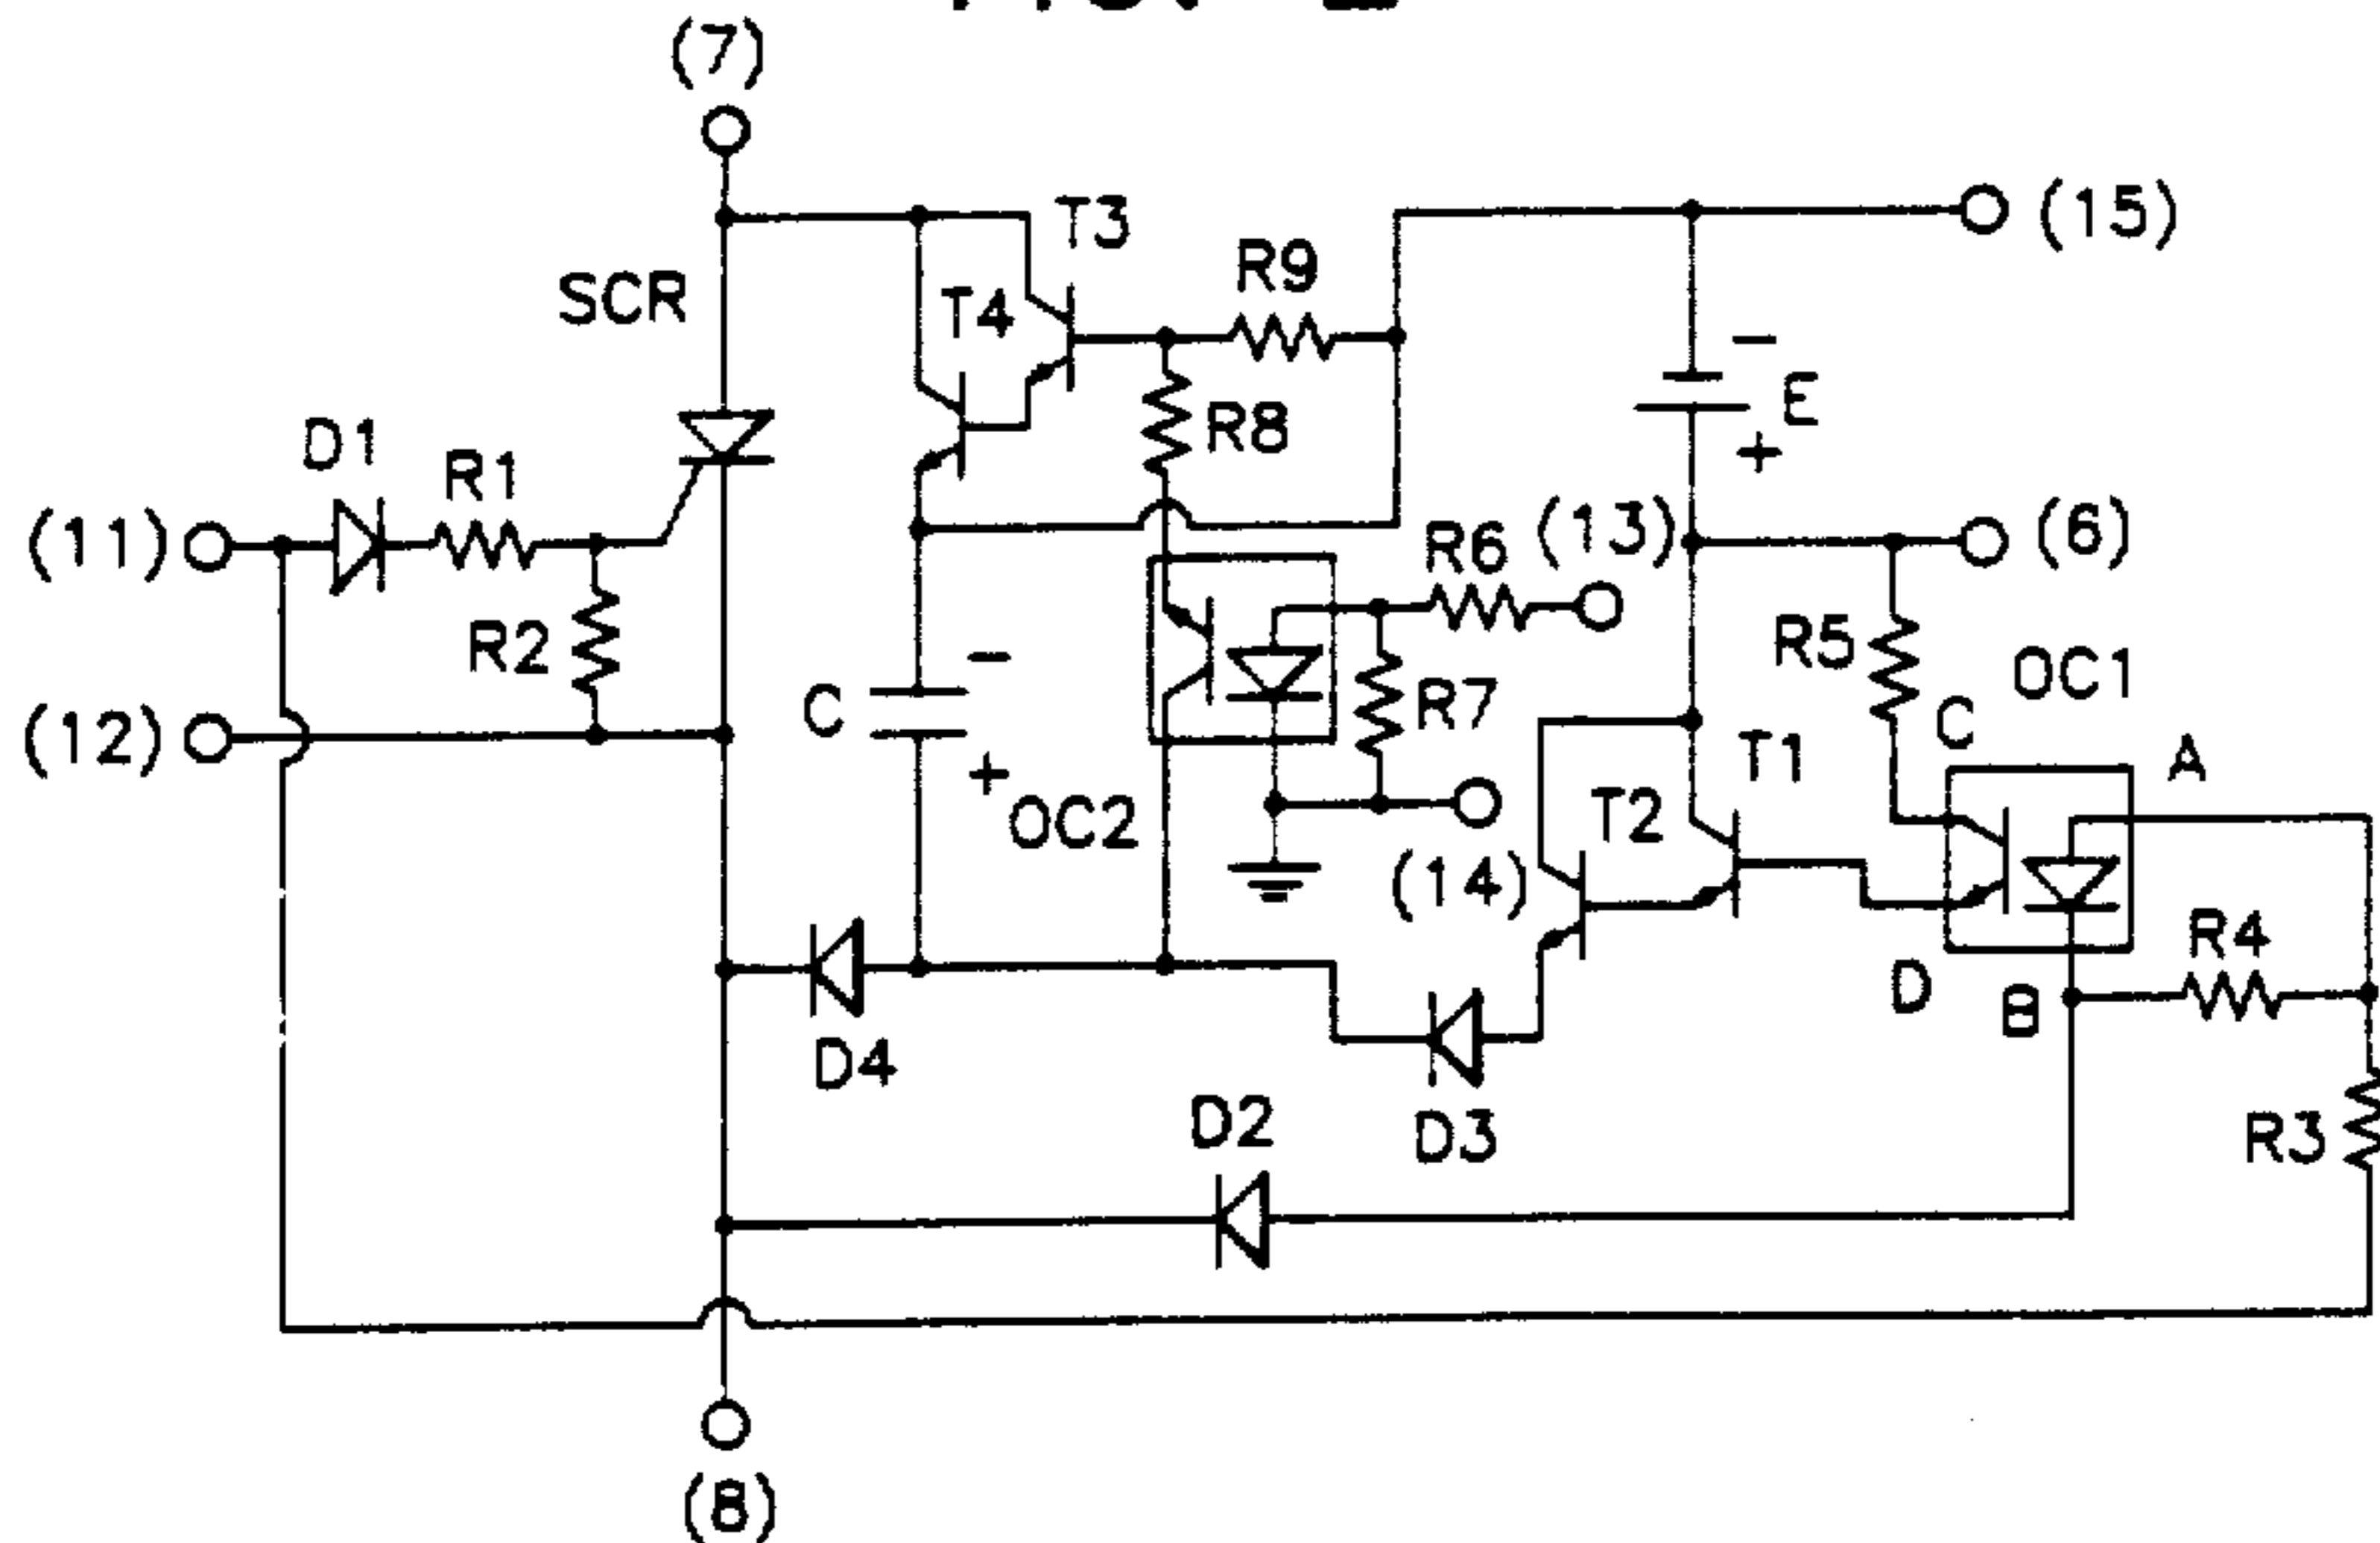 (7)
T3
(15)
SCR
R9
T4
−
E
R8
D1
+
R1
(11)
(13)
(6)
R6
R2
R5
OC1
−
C
R7
C
(12)
T1
A
+
OC2
T2
(14)
R4
D
B
D4
D2
D3
R3
(8)